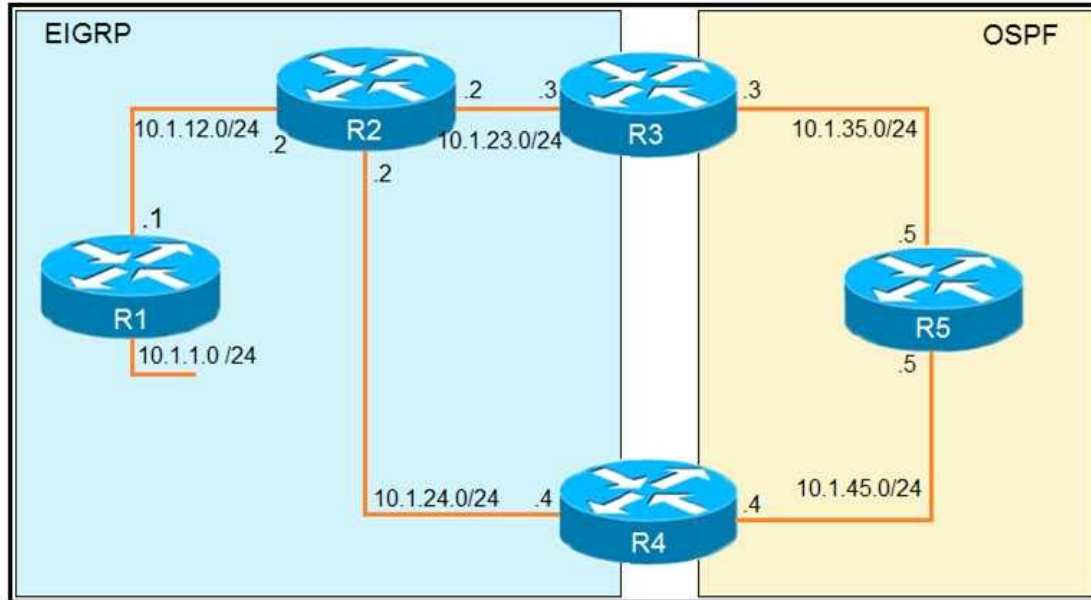 EIGRP
OSPF
.2
.3
.3
R2
R3
10.1.12.0/24
.2
10.1.23.0/24
10.1.35.0/24
.2
.1
.5
R1
R5
10.1.1.0 /24
.5
10.1.24.0/24
.4
.4
10.1.45.0/24
R4